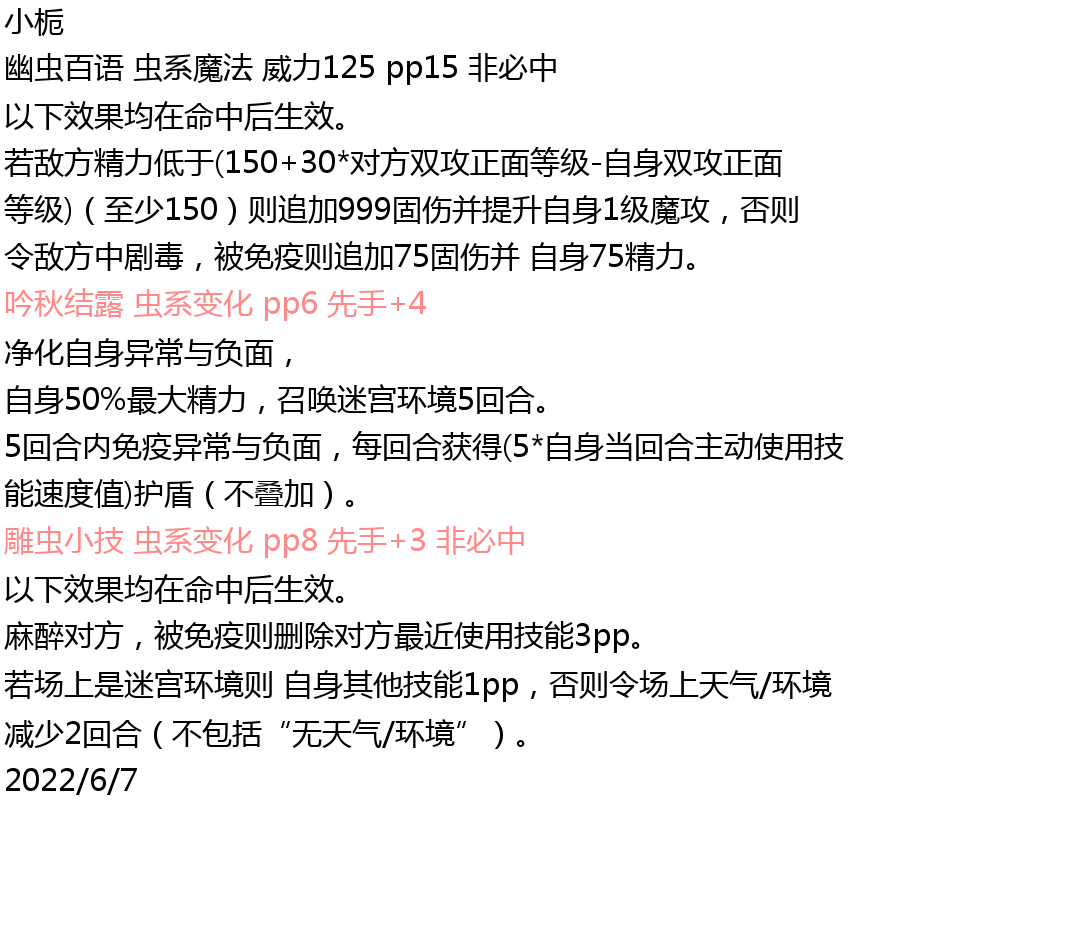 小栀
幽虫百语 虫系魔法 威力125 pp15 非必中
以下效果均在命中后生效。
若敌方精力低于(150+30*对方双攻正面等级-自身双攻正面
等级)（至少150）则追加999固伤并提升自身1级魔攻，否则
令敌方中剧毒，被免疫则追加75固伤并 自身75精力。
吟秋结露 虫系变化 pp6 先手+4
净化自身异常与负面，
自身50%最大精力，召唤迷宫环境5回合。
5回合内免疫异常与负面，每回合获得(5*自身当回合主动使用技
能速度值)护盾（不叠加）。
雕虫小技 虫系变化 pp8 先手+3 非必中
以下效果均在命中后生效。
麻醉对方，被免疫则删除对方最近使用技能3pp。
若场上是迷宫环境则 自身其他技能1pp，否则令场上天气/环境
减少2回合（不包括“无天气/环境”）。
2022/6/7